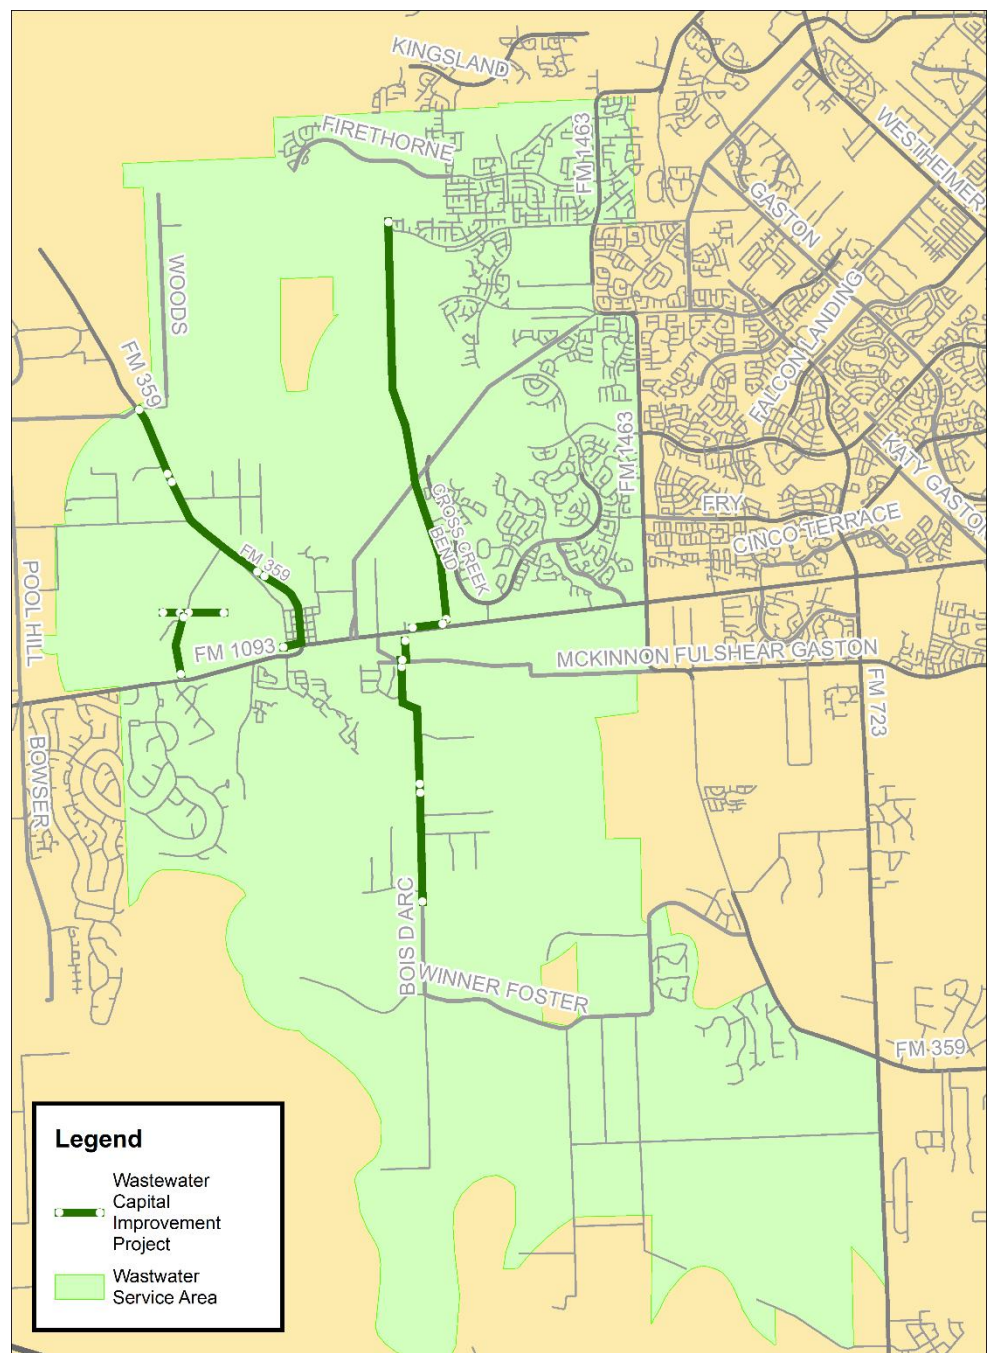 KINGSLAND
FIRETHORNE
FM 1463
WESTHEIMER
GASTON
WOODS
FALCON LANDING
FM 359
FM 1463
KATY GASTON
CROSS CREEK
BEND
FRY
CINCO TERRACE
FM 359
POOL HILL
FM 1093
MCKINNON FULSHEAR GASTON
FM 723
BOWSER
BOIS D ARC
WINNER FOSTER
FM 359
Legend
Wastewater
Capital
Improvement
Project
Wastwater
Service Area